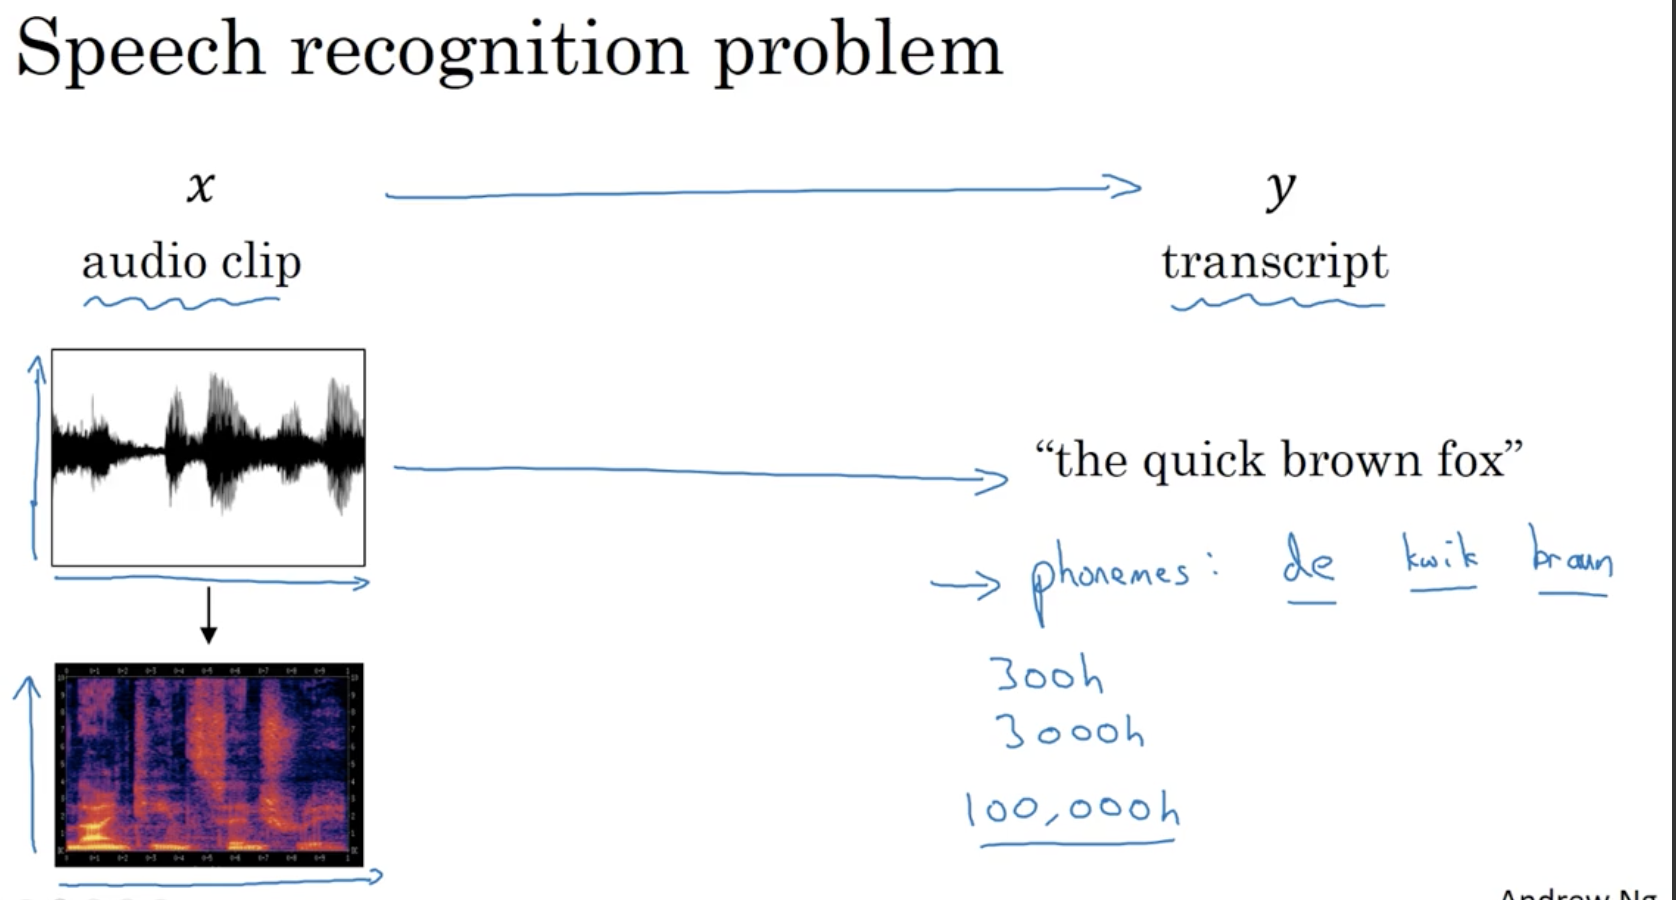 Speech recognition problem
x y
audio clip transcript
“the quick brown fox”
phonemes: de kwik braun
300h
3000h
100,000h
Andrew Ng